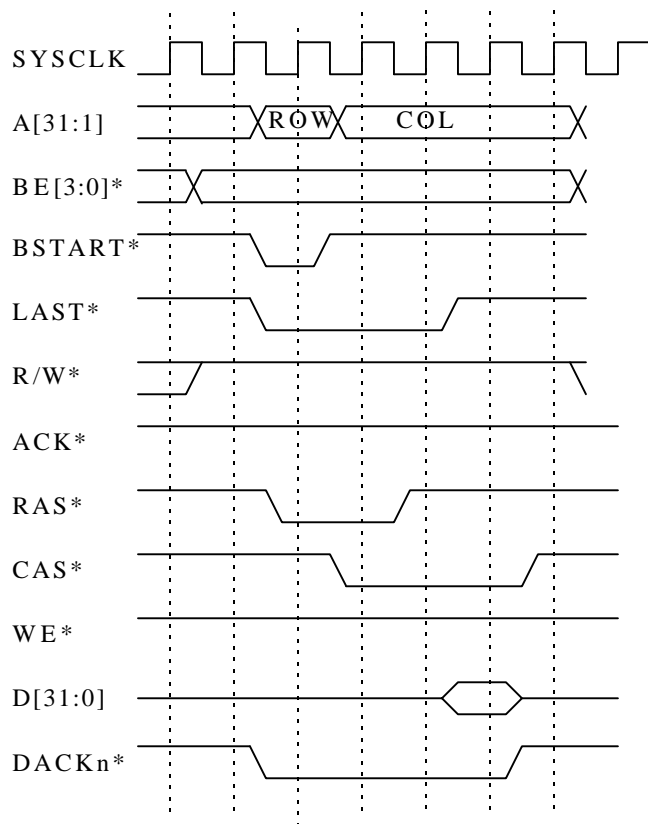 SYSCLK
A[31:1] ROW COL
BE[3:0]*
BSTART*
LAST*
R/W*
ACK*
RAS*
CAS*
WE*
D[31:0]
DACKn*